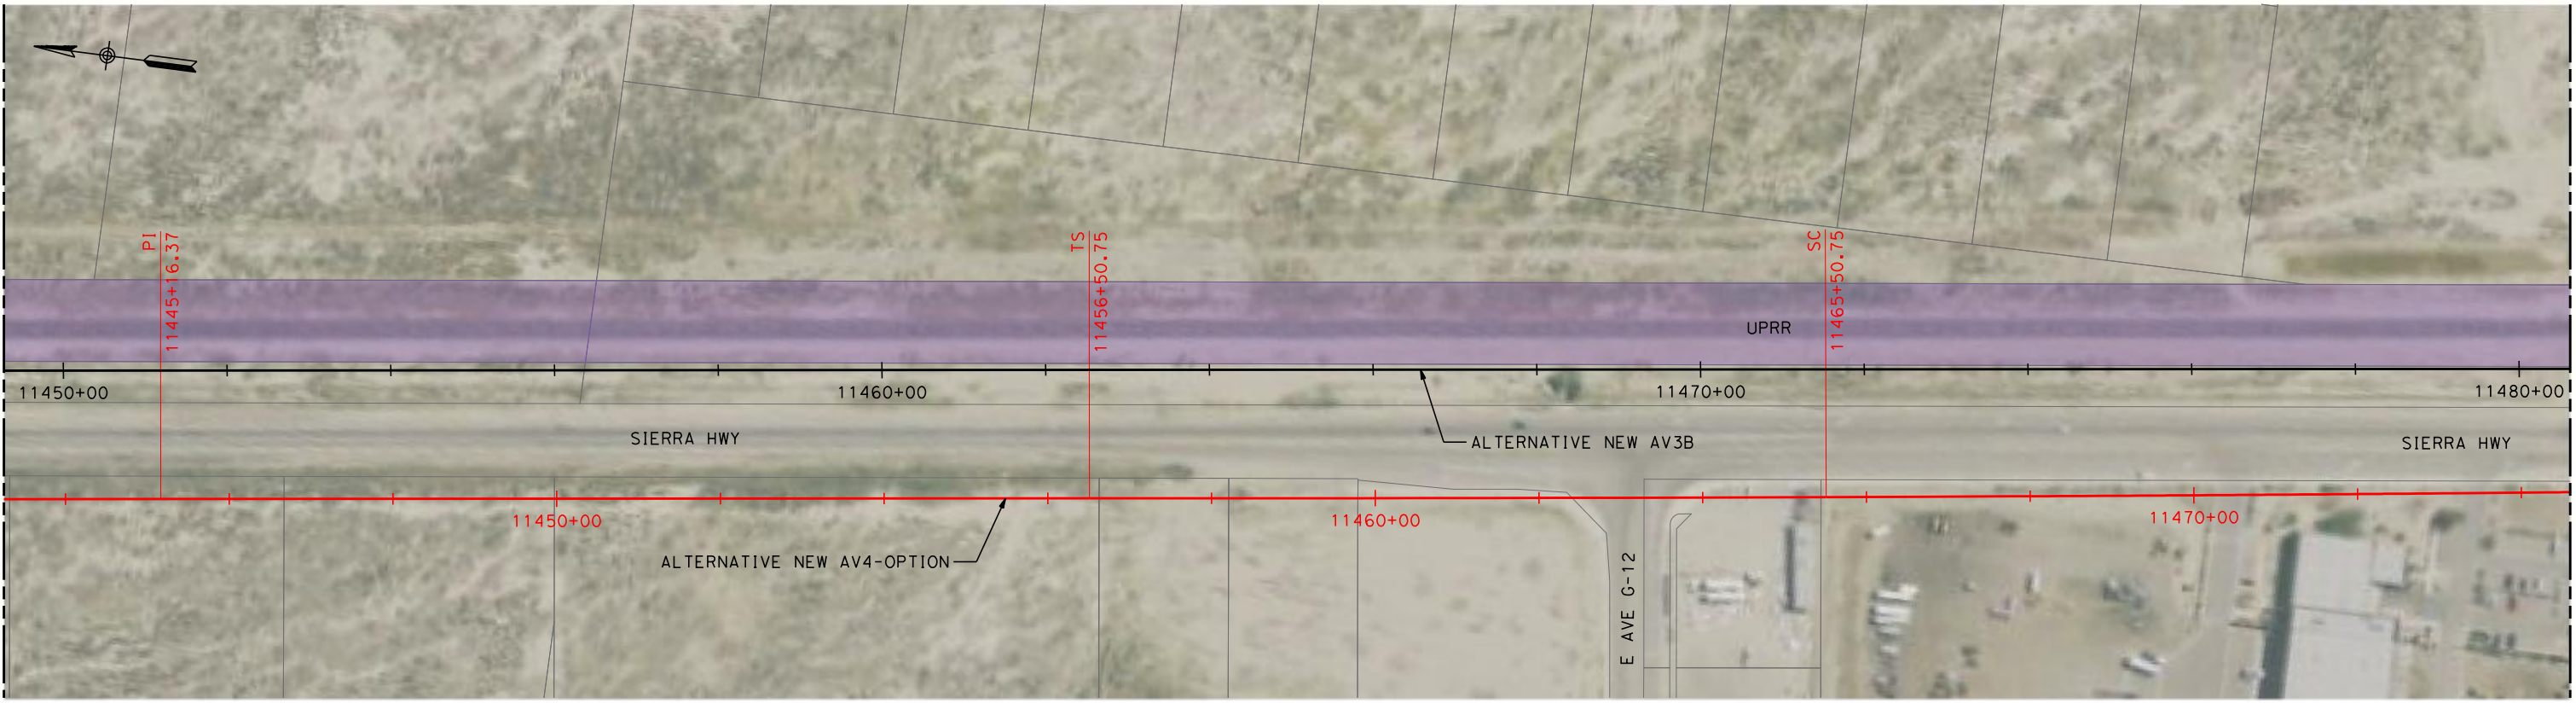 PI
11445+16.37
TS
11456+50.75
SC
11465+50.75
UPRR
11450+00
11460+00
11470+00
11480+00
SIERRA HWY
ALTERNATIVE NEW AV3B
SIERRA HWY
11450+00
11460+00
11470+00
ALTERNATIVE NEW AV4-OPTION
E AVE G-12